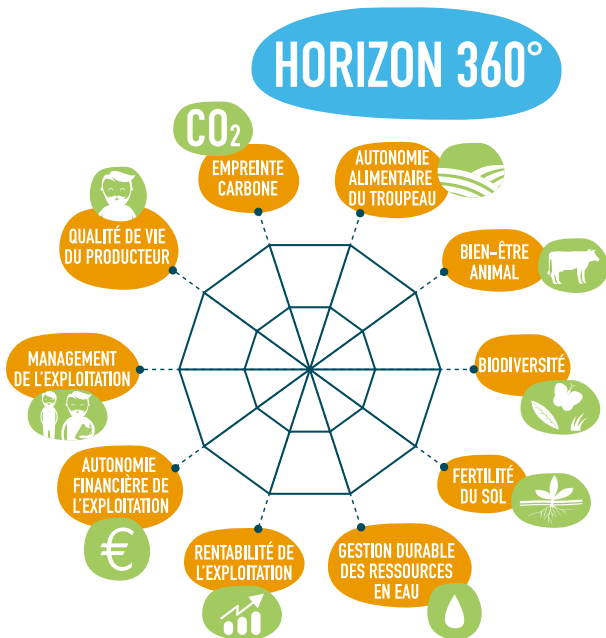 HORIZON 360°
CO₂
EMPREINTE
CARBONE
AUTONOMIE
ALIMENTAIRE
DU TROUPEAU
QUALITÉ DE VIE
DU PRODUCTEUR
BIEN-ÊTRE
ANIMAL
MANAGEMENT
DE L'EXPLOITATION
BIODIVERSITÉ
AUTONOMIE
FINANCIÈRE DE
L'EXPLOITATION
€
FERTILITÉ
DU SOL
RENTABILITÉ DE
L'EXPLOITATION
GESTION DURABLE
DES RESSOURCES
EN EAU